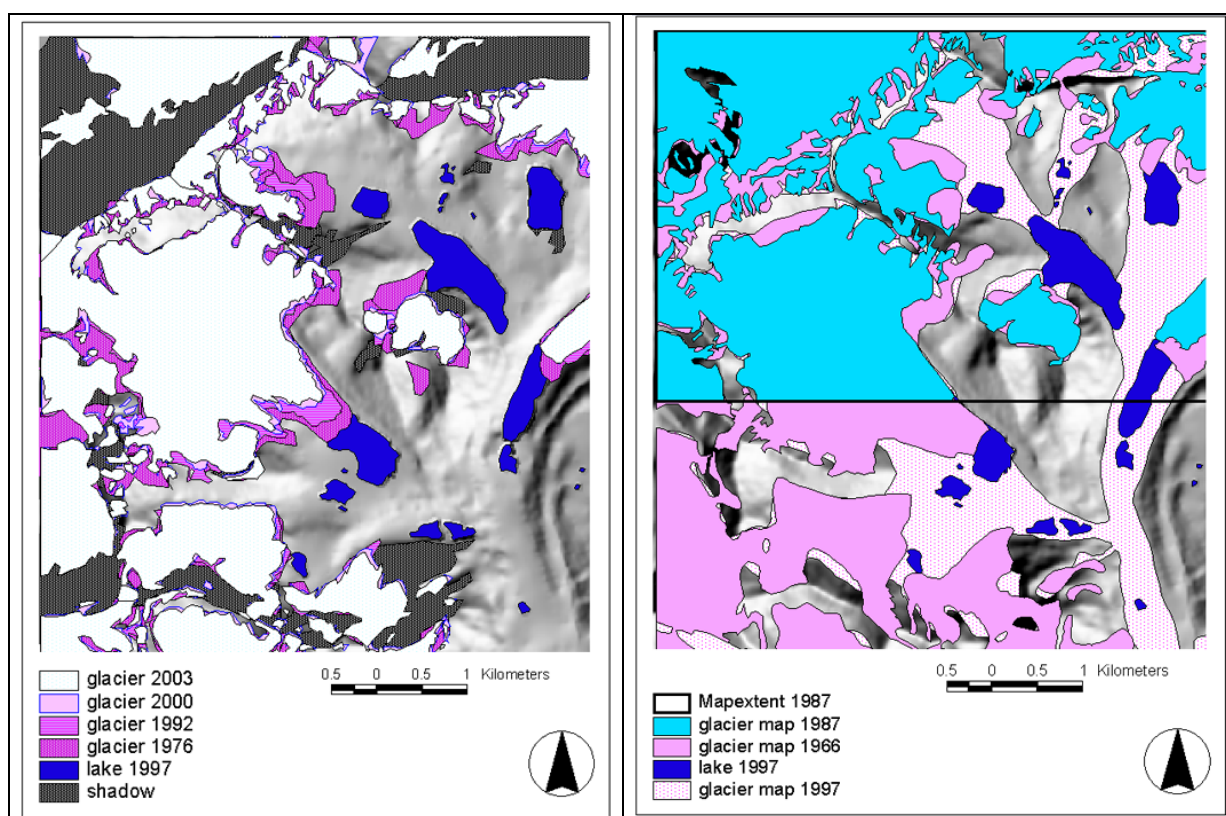 glacier 2003
glacier 2000
glacier 1992
glacier 1976
lake 1997
shadow
0.5 0 0.5 1 Kilometers
0.5 0 0.5 1 Kilometers
Mapextent 1987
glacier map 1987
glacier map 1966
lake 1997
glacier map 1997